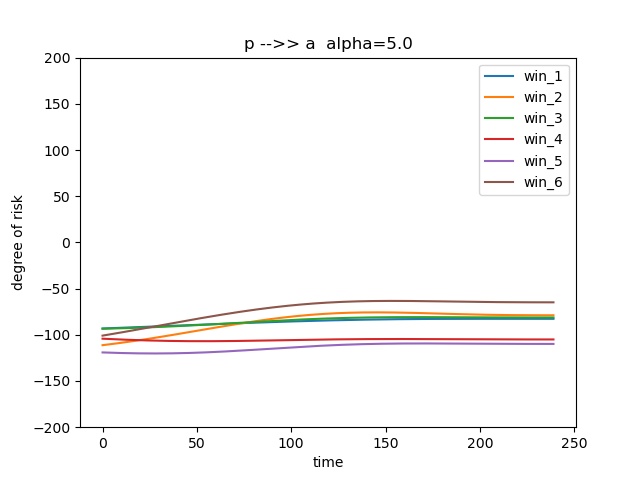 p -->> a  alpha=5.0
degree of risk
200
150
100
50
0
−50
−100
−150
−200
win_1
win_2
win_3
win_4
win_5
win_6
0
50
100
150
200
250
time